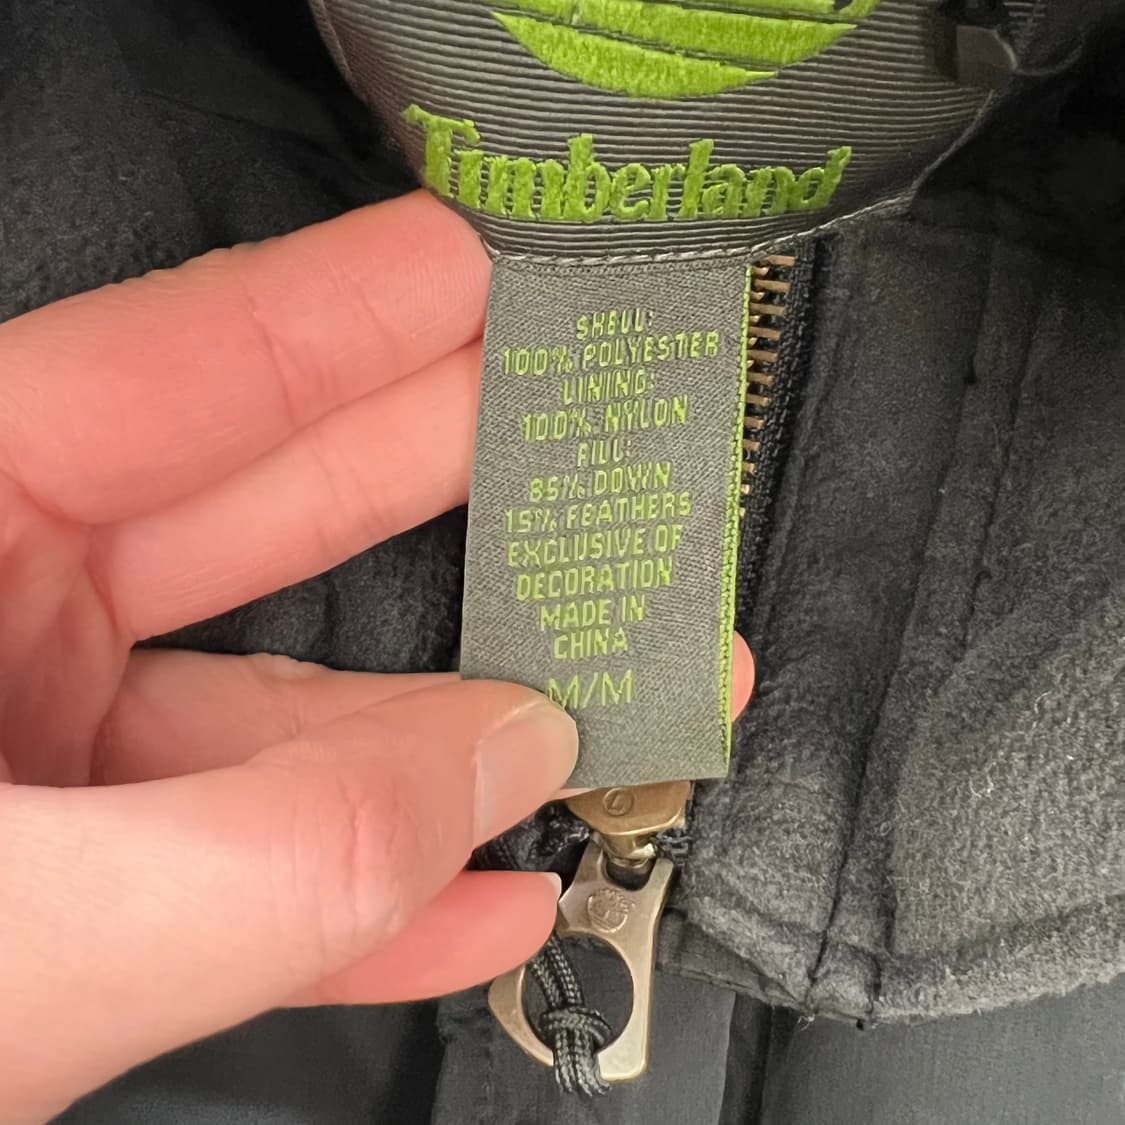 Timberland
SHELL:
100% POLYESTER
LINING:
100% NYLON
FILL:
85% DOWN
15% FEATHERS
EXCLUSIVE OF
DECORATION
MADE IN
CHINA
M/M